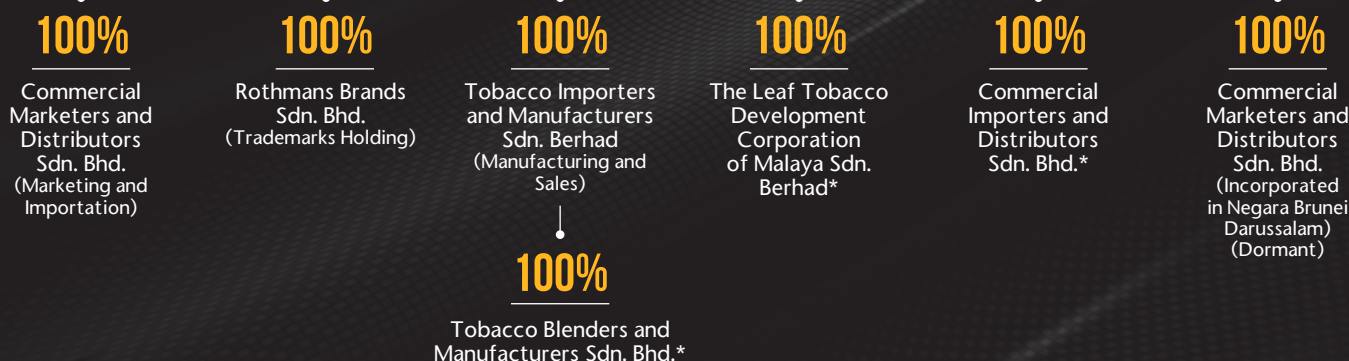 100%
Commercial
Marketers and
Distributors
Sdn. Bhd.
(Marketing and
Importation)
100%
Rothmans Brands
Sdn. Bhd.
(Trademarks Holding)
100%
Tobacco Importers
and Manufacturers
Sdn. Berhad
(Manufacturing and
Sales)
100%
Tobacco Blenders and
Manufacturers Sdn. Bhd.*
100%
The Leaf Tobacco
Development
Corporation
of Malaya Sdn.
Berhad*
100%
Commercial
Importers and
Distributors
Sdn. Bhd.*
100%
Commercial
Marketers and
Distributors
Sdn. Bhd.
(Incorporated
in Negara Brunei
Darussalam)
(Dormant)